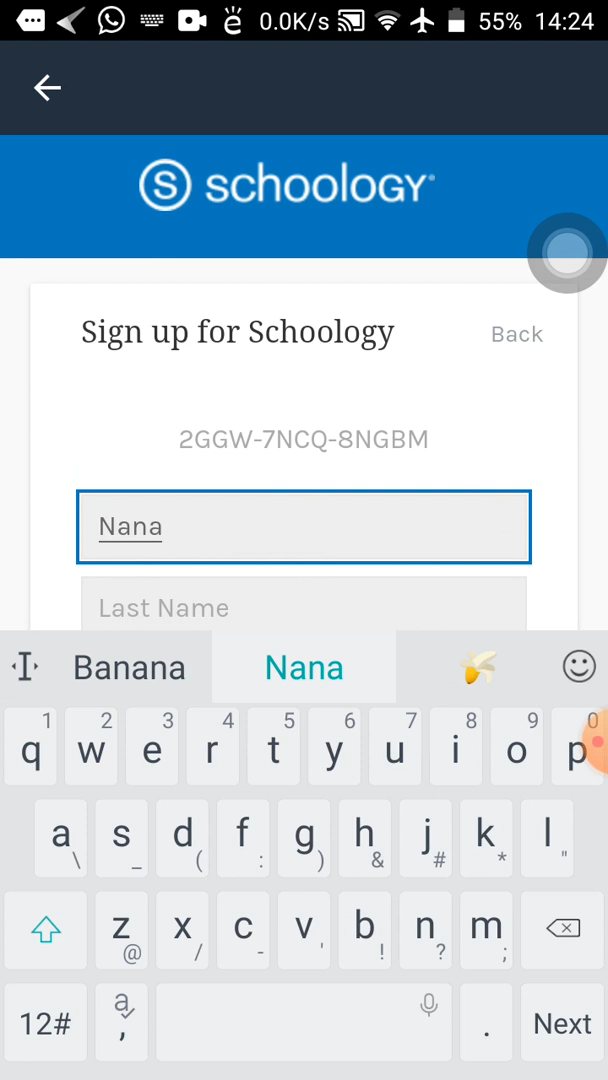 0.0K/s 55% 14:24
S schoology®
Sign up for Schoology Back
2GGW-7NCQ-8NGBM
Nana
Last Name
Banana Nana
1 2 3 4 5 6 7 8 9 0
q w e r t y u i o p
a s d f g h j k l
\ _ ( : ) & # * "
z x c v b n m
@ / - ' ! ? ;
12# a , . Next